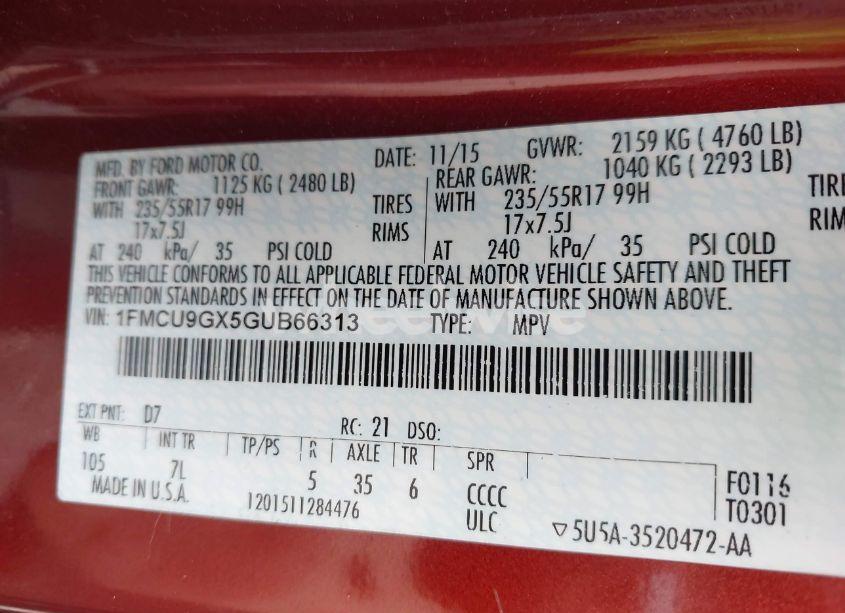 MFD. BY FORD MOTOR CO. DATE: 11/15 GVWR: 2159 KG ( 4760 LB)
FRONT GAWR: 1125 KG ( 2480 LB) REAR GAWR: 1040 KG ( 2293 LB)
WITH 235/55R17 99H TIRES WITH 235/55R17 99H TIRE
17x7.5J RIMS 17x7.5J RIM
AT 240 kPa/ 35 PSI COLD AT 240 kPa/ 35 PSI COLD
THIS VEHICLE CONFORMS TO ALL APPLICABLE FEDERAL MOTOR VEHICLE SAFETY AND THEFT
PREVENTION STANDARDS IN EFFECT ON THE DATE OF MANUFACTURE SHOWN ABOVE.
VIN: 1FMCU9GX5GUB66313 TYPE: MPV
EXT PNT: D7 RC: 21 DSO:
WB INT TR TP/PS R AXLE TR SPR
105 7L 5 35 6 CCCC F0116
MADE IN U.S.A. 1201511284476 ULC T0301
5U5A-3520472-AA